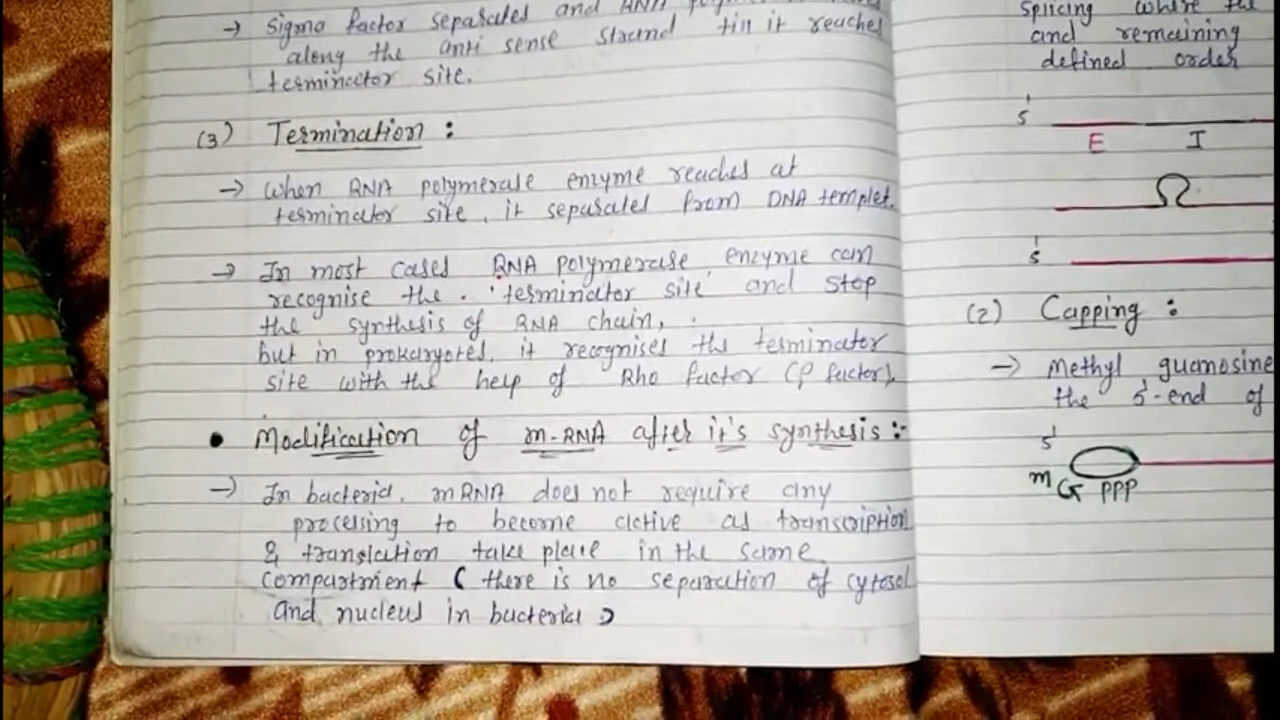 → Sigma factor separates and RNA
along the anti sense strand till it reaches
terminator site.
(3) Termination :
→ When RNA polymerase enzyme reaches at
terminator site, it separates from DNA templet.
→ In most cases RNA polymerase enzyme can
recognise the terminator site and stop
the synthesis of RNA chain,
but in prokaryotes, it recognises the terminator
site with the help of Rho factor (ρ factor).
• Modification of m-RNA after it's synthesis :-
→ In bacteria, mRNA does not require any
processing to become active as transcription
& translation take place in the same
compartment ( there is no separation of cytosol
and nucleus in bacteria )
splicing where the
and remaining
defined order
5'
E I
5'
(2) Capping :
→ Methyl guanosine
the 5'-end of
5'
mG PPP